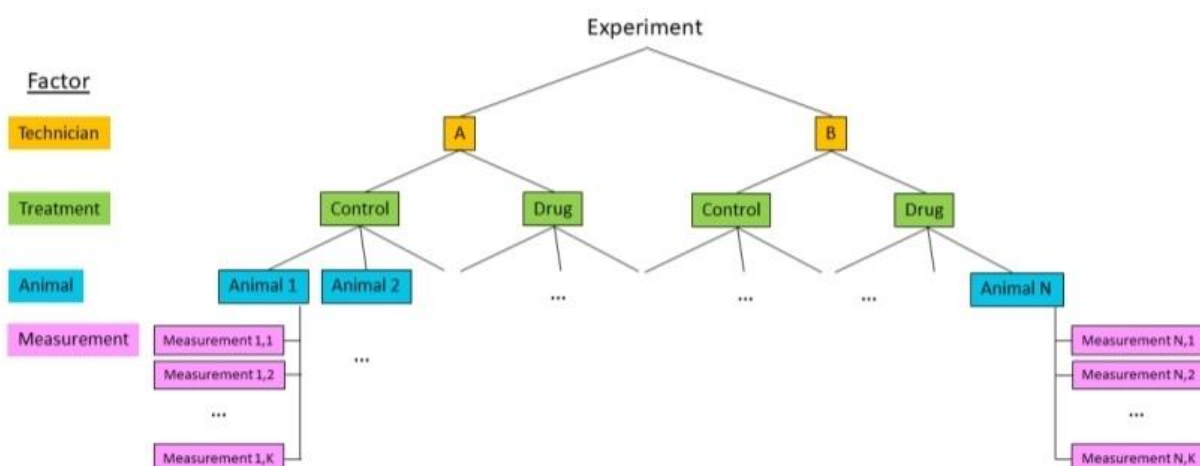 Experiment
Factor
Technician
A
B
Treatment
Control
Drug
Control
Drug
Animal
Animal 1
Animal 2
...
...
...
Animal N
Measurement
Measurement 1,1
Measurement N,1
...
Measurement 1,2
Measurement N,2
...
...
Measurement 1,K
Measurement N,K